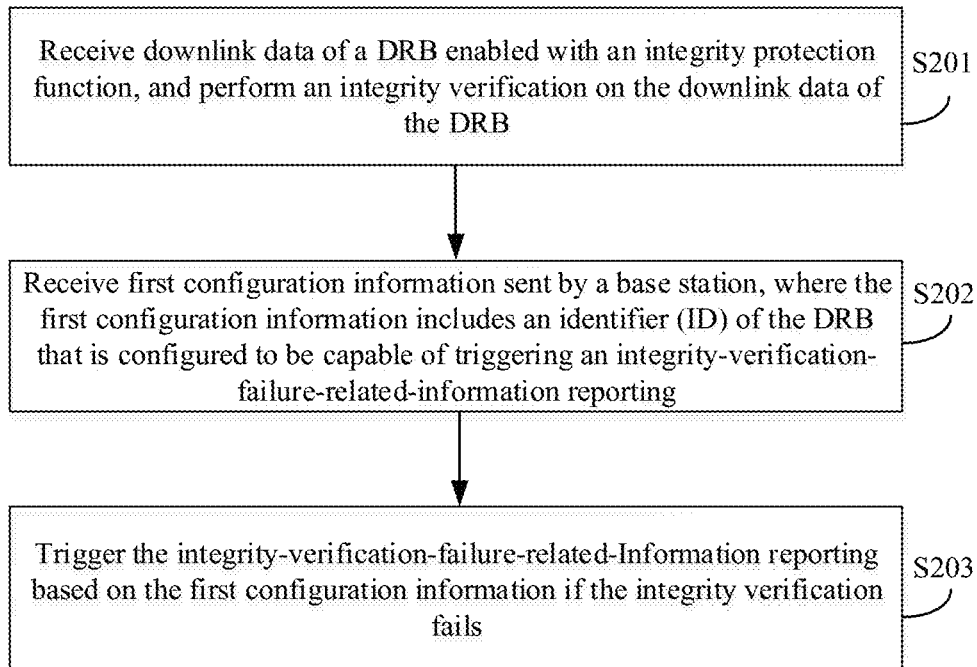 Receive downlink data of a DRB enabled with an integrity protection
function, and perform an integrity verification on the downlink data of
the DRB
S201
Receive first configuration information sent by a base station, where the
first configuration information includes an identifier (ID) of the DRB
that is configured to be capable of triggering an integrity-verification-
failure-related-information reporting
S202
Trigger the integrity-verification-failure-related-Information reporting
based on the first configuration information if the integrity verification
fails
S203